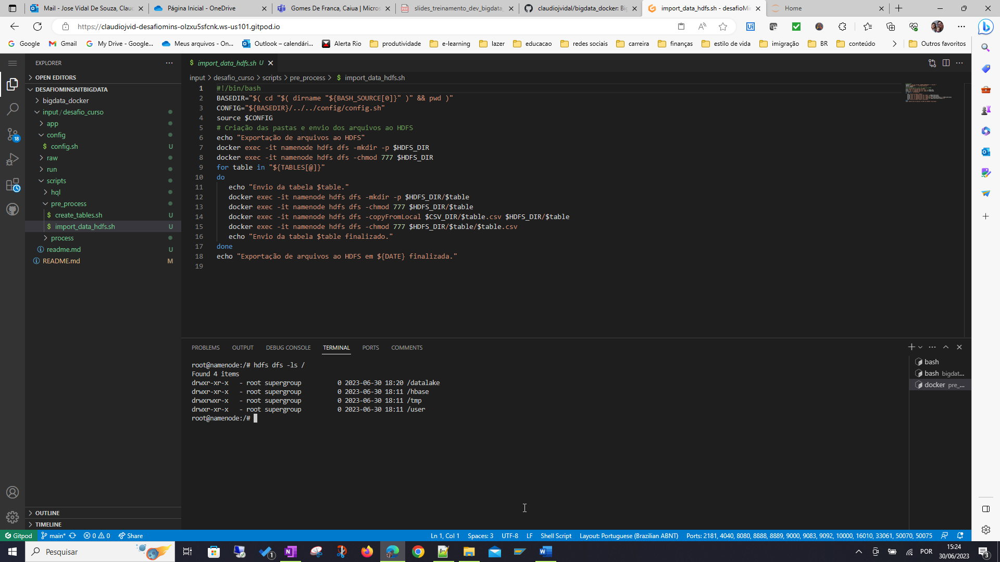 Mail - Jose Vidal De Souza, Clau
Página Inicial - OneDrive
Gomes De Franca, Caiua | Micros
slides_treinamento_dev_bigdata_
claudiojvidal/bigdata_docker: Big
import_data_hdfs.sh - desafioMi
Home
https://claudiojvid-desafiomins-olzxu5sfcnk.ws-us101.gitpod.io
Google
Gmail
My Drive - Google...
Meus arquivos - On...
Outlook – calendári...
Alerta Rio
produtividade
e-learning
lazer
educacao
redes sociais
carreira
finanças
estilo de vida
imigração
BR
conteúdo
Outros favoritos
EXPLORER
OPEN EDITORS
DESAFIOMINSAITBIGDATA
bigdata_docker
input / desafio_curso
app
config
$ config.sh U
raw
run
scripts
hql
pre_process
$ create_tables.sh U
$ import_data_hdfs.sh U
process
readme.md U
README.md M
OUTLINE
TIMELINE
18
$ import_data_hdfs.sh U
input > desafio_curso > scripts > pre_process > $ import_data_hdfs.sh
1 #!/bin/bash
2 BASEDIR="$( cd "$( dirname "${BASH_SOURCE[0]}" )" && pwd )"
3 CONFIG="${BASEDIR}/../../config/config.sh"
4 source $CONFIG
5 # Criação das pastas e envio dos arquivos ao HDFS
6 echo "Exportação de arquivos ao HDFS"
7 docker exec -it namenode hdfs dfs -mkdir -p $HDFS_DIR
8 docker exec -it namenode hdfs dfs -chmod 777 $HDFS_DIR
9 for table in "${TABLES[@]}"
10 do
11 echo "Envio da tabela $table."
12 docker exec -it namenode hdfs dfs -mkdir -p $HDFS_DIR/$table
13 docker exec -it namenode hdfs dfs -chmod 777 $HDFS_DIR/$table
14 docker exec -it namenode hdfs dfs -copyFromLocal $CSV_DIR/$table.csv $HDFS_DIR/$table
15 docker exec -it namenode hdfs dfs -chmod 777 $HDFS_DIR/$table/$table.csv
16 echo "Envio da tabela $table finalizado."
17 done
18 echo "Exportação de arquivos ao HDFS em ${DATE} finalizada."
19
PROBLEMS OUTPUT DEBUG CONSOLE TERMINAL PORTS COMMENTS
root@namenode:/# hdfs dfs -ls /
Found 4 items
drwxr-xr-x - root supergroup 0 2023-06-30 18:20 /datalake
drwxr-xr-x - root supergroup 0 2023-06-30 18:11 /hbase
drwxrwxr-x - root supergroup 0 2023-06-30 18:11 /tmp
drwxr-xr-x - root supergroup 0 2023-06-30 18:11 /user
root@namenode:/#
bash
bash bigdat...
docker pre_...
Gitpod main* 0 0 Share
Ln 1, Col 1 Spaces: 3 UTF-8 LF Shell Script Layout: Portuguese (Brazilian ABNT) Ports: 2181, 4040, 8080, 8888, 8889, 9000, 9083, 9092, 10000, 16010, 33061, 50070, 50075
Pesquisar
1
POR
15:24
30/06/2023
3